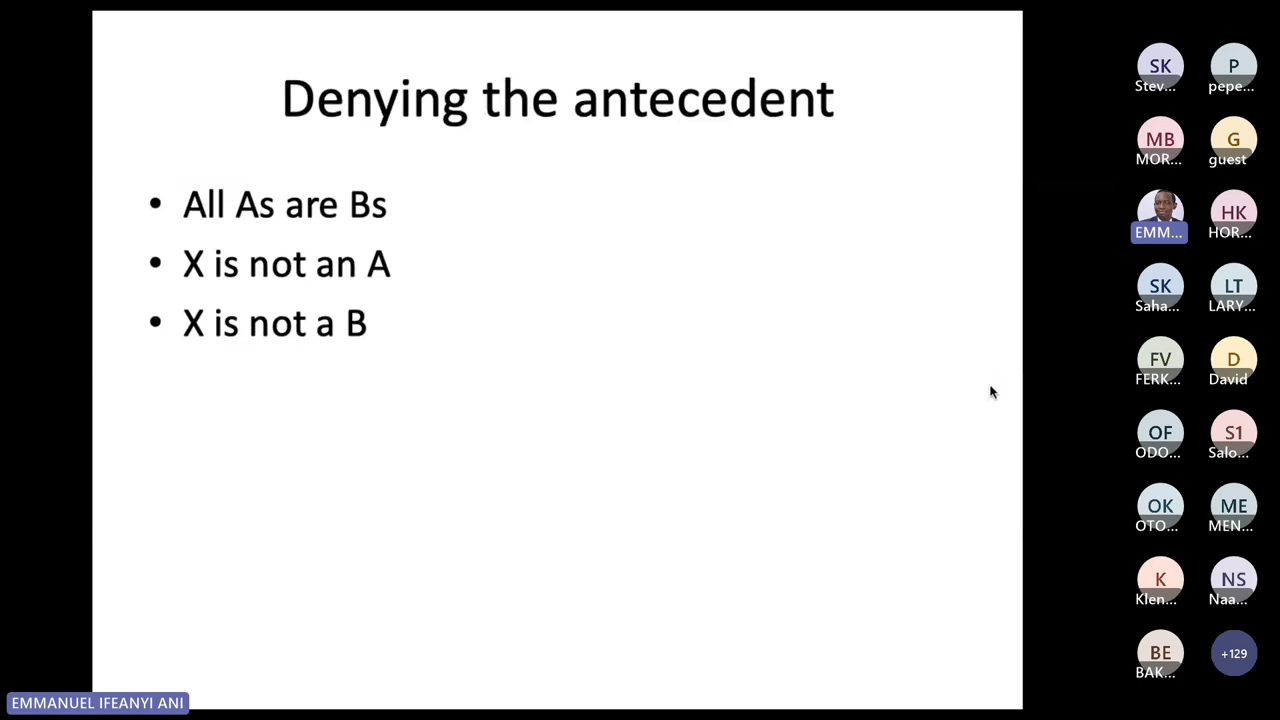 Denying the antecedent
• All As are Bs
• X is not an A
• X is not a B
SK P
Stev... pepe...
MB G
MOR... guest
HK
EMM... HOR...
SK LT
Saha... LARY...
FV D
FERK... David
OF S1
ODO... Salo...
OK ME
OTO... MEN...
K NS
Klen... Naa...
BE +129
BAK...
EMMANUEL IFEANYI ANI